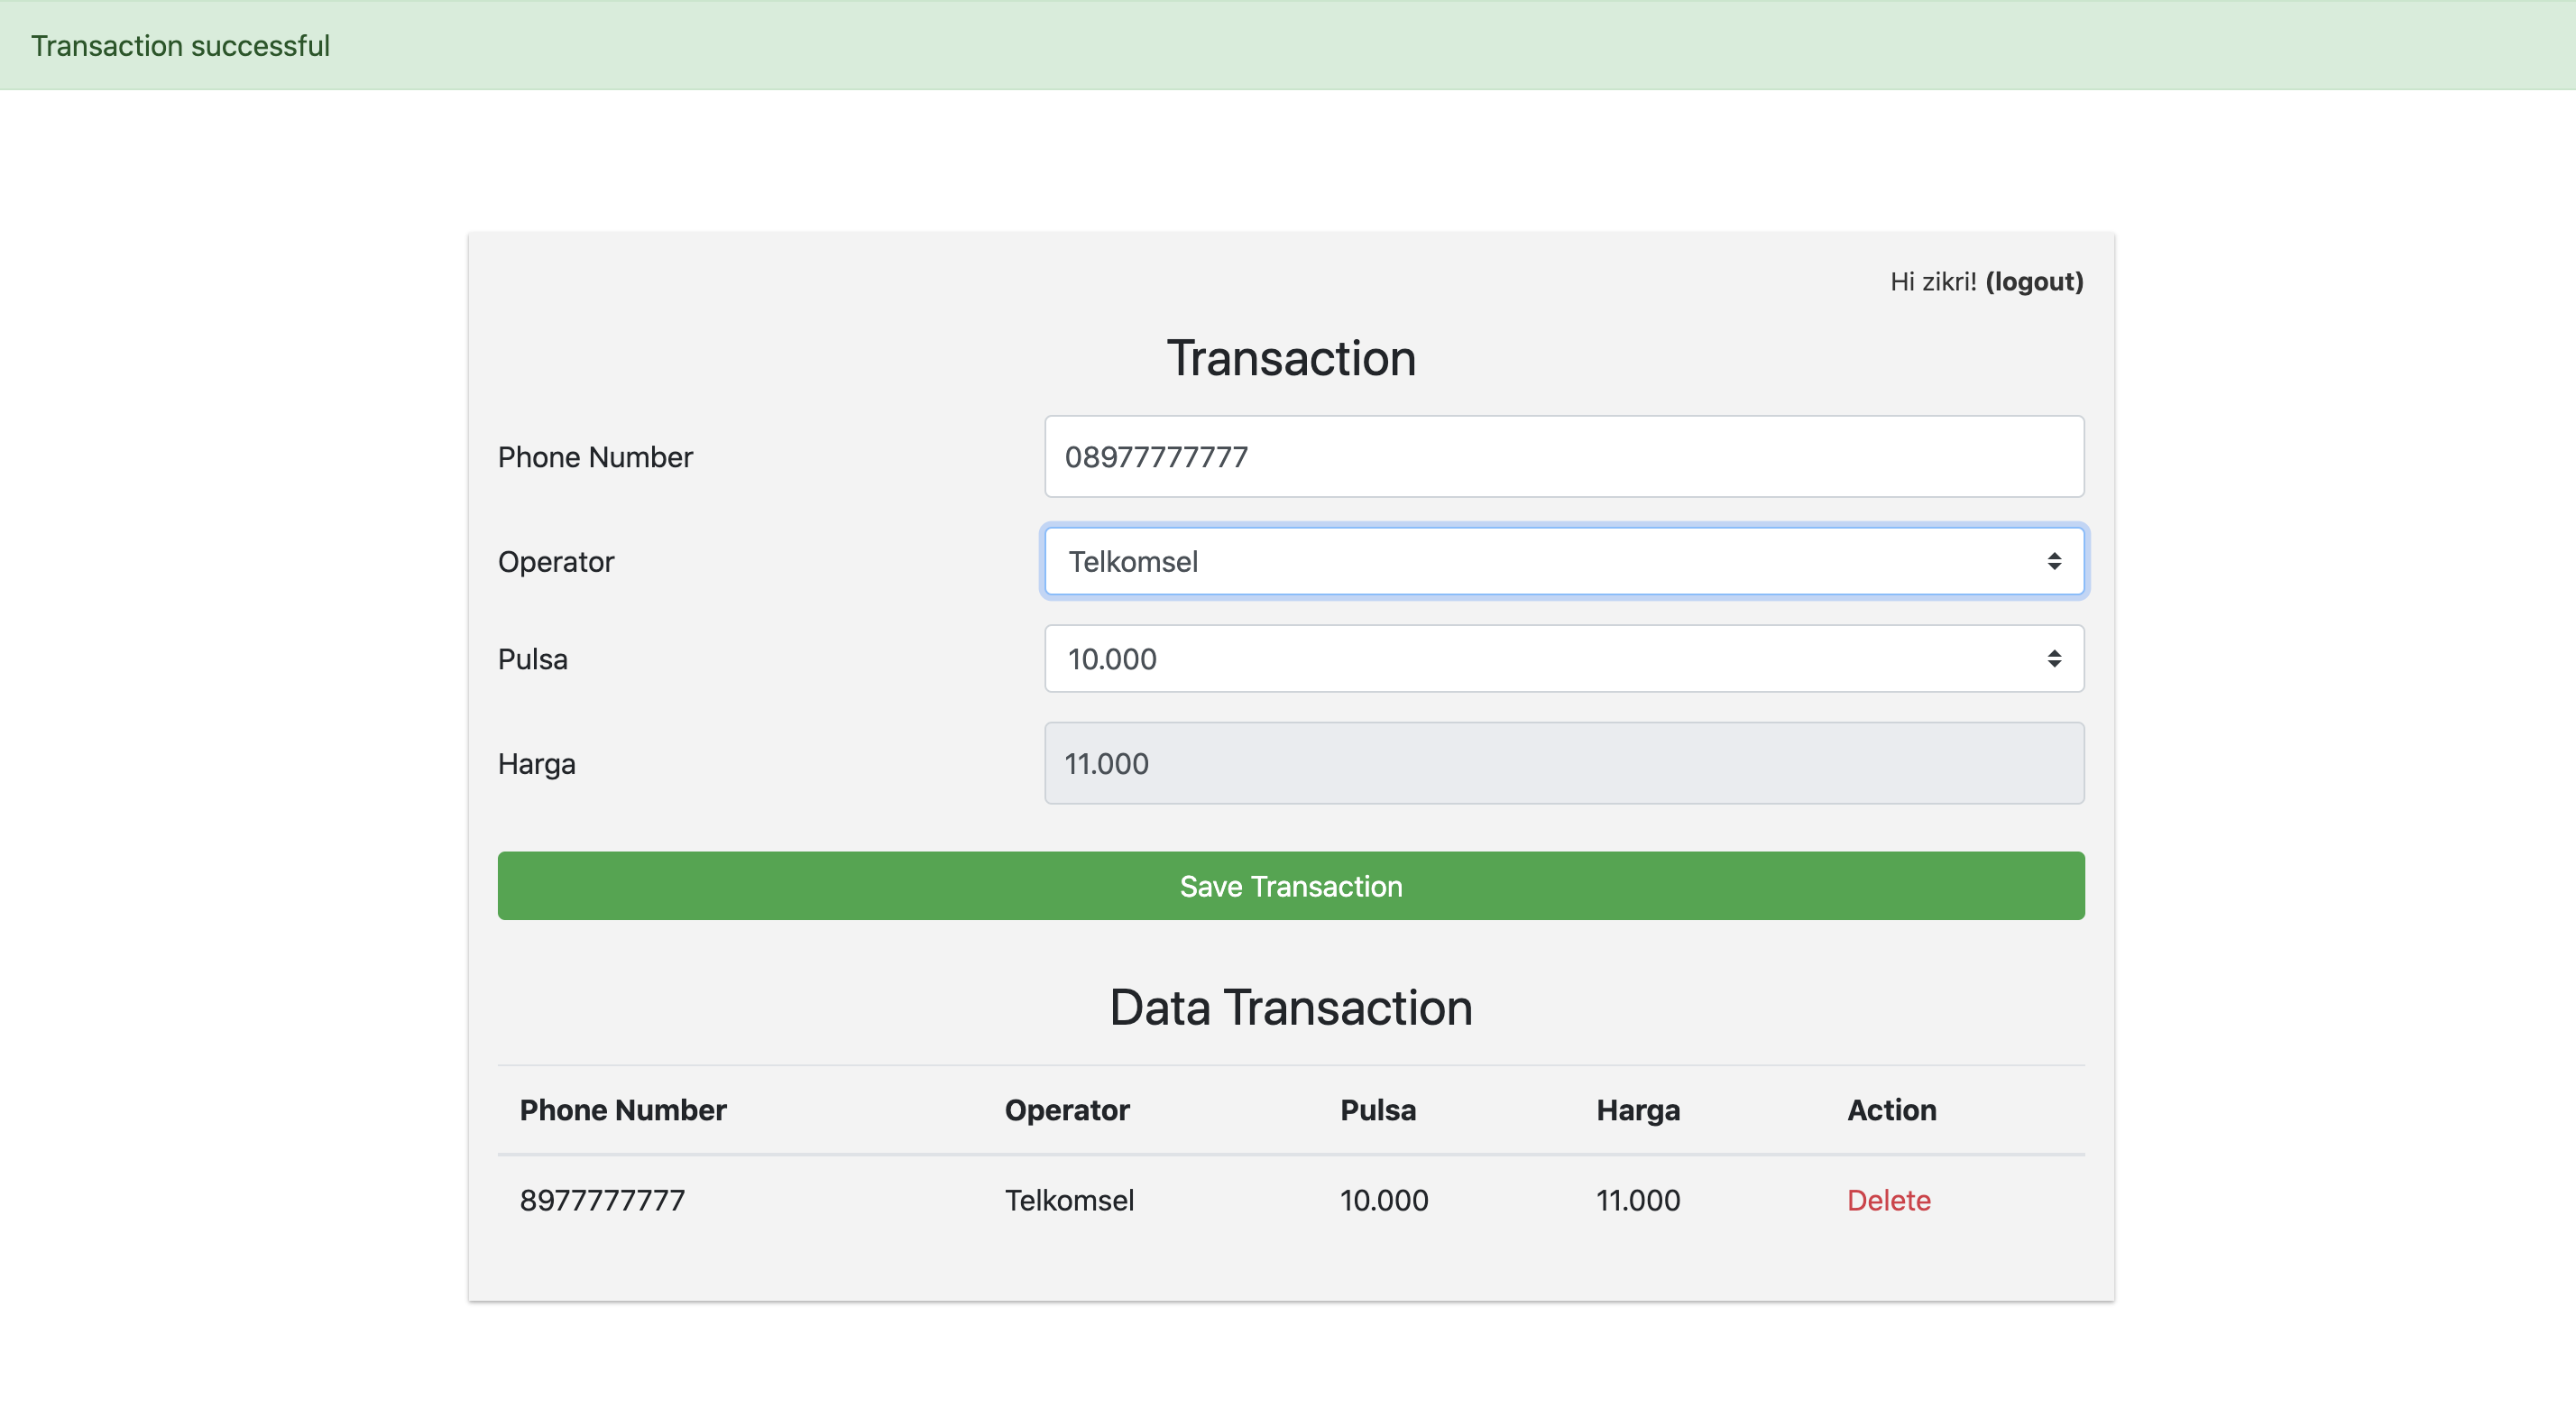 Transaction successful
Hi zikri! (logout)
Transaction
Phone Number 08977777777
Operator Telkomsel
Pulsa 10.000
Harga 11.000
Save Transaction
Data Transaction
Phone Number Operator Pulsa Harga Action
8977777777 Telkomsel 10.000 11.000 Delete